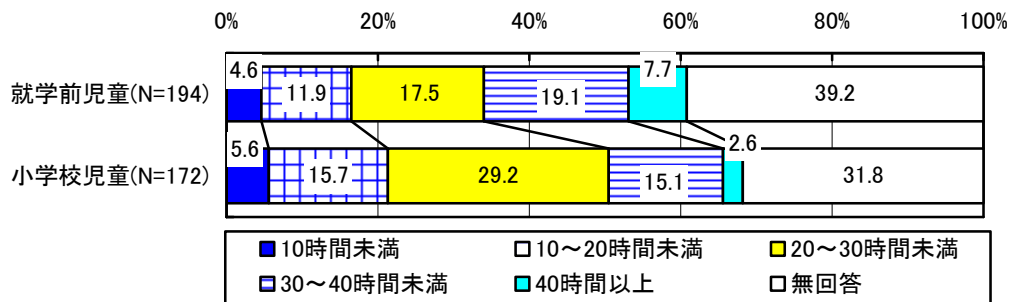 0% 20% 40% 60% 80% 100%
就学前児童(N=194) 4.6 11.9 17.5 19.1 7.7 39.2
小学校児童(N=172) 5.6 15.7 29.2 15.1 2.6 31.8
10時間未満 10～20時間未満 20～30時間未満
30～40時間未満 40時間以上 無回答